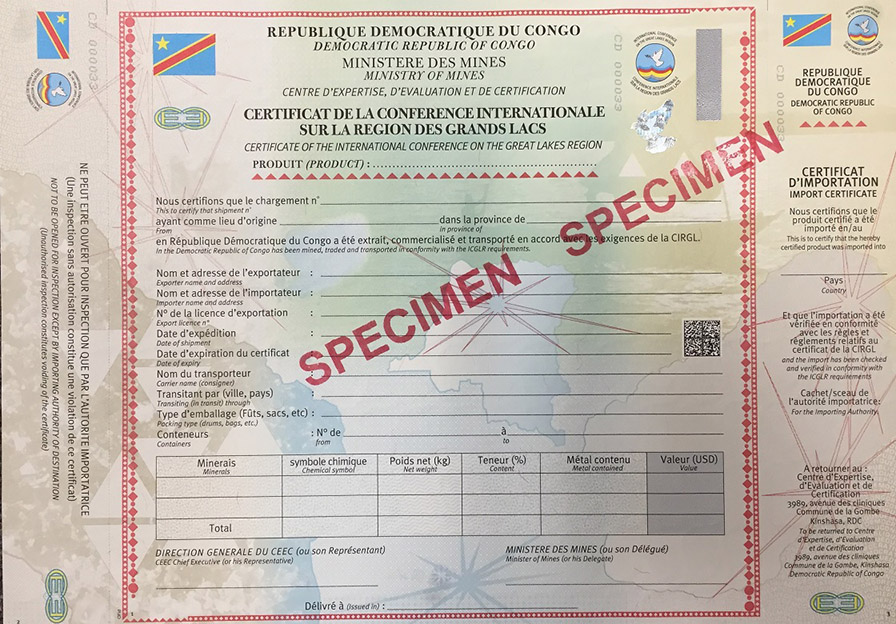 CD 000033
NE PEUT ETRE OUVERT POUR INSPECTION QUE PAR L'AUTORITE IMPORTATRICE
(Une inspection sans autorisation constitue une violation de ce certificat)
NOT TO BE OPENED FOR INSPECTION EXCEPT BY IMPORTING AUTHORITY OF DESTINATION
(Unauthorised inspection constitutes voiding of the certificate)
REPUBLIQUE DEMOCRATIQUE DU CONGO
DEMOCRATIC REPUBLIC OF CONGO
MINISTERE DES MINES
MINISTRY OF MINES
CENTRE D'EXPERTISE, D'EVALUATION ET DE CERTIFICATION
CERTIFICAT DE LA CONFERENCE INTERNATIONALE
SUR LA REGION DES GRANDS LACS
CERTIFICATE OF THE INTERNATIONAL CONFERENCE ON THE GREAT LAKES REGION
PRODUIT (PRODUCT) :
CD 000033
INTERNATIONAL CONFERENCE
ON THE GREAT LAKES REGION
CONFERENCE INTERNATIONALE
SUR LA REGION DES GRANDS LACS
SPECIMEN SPECIMEN
Nous certifions que le chargement n°
This to certify that shipment n°
ayant comme lieu d'origine dans la province de
From in province of
en République Démocratique du Congo a été extrait, commercialisé et transporté en accord avec les exigences de la CIRGL.
In the Democratic Republic of Congo has been mined, traded and transported in conformity with the ICGLR requirements.
Nom et adresse de l'exportateur :
Exporter name and address
Nom et adresse de l'importateur :
Importer name and address
N° de la licence d'exportation :
Export licence n°
Date d'expédition :
Date of shipment
Date d'expiration du certificat :
Date of expiry
Nom du transporteur :
Carrier name (consigner)
Transitant par (ville, pays) :
Transiting (in transit) through
Type d'emballage (Fûts, sacs, etc) :
Packing type (drums, bags, etc.)
Conteneurs : N° de à
Containers from to
Minerais symbole chimique Poids net (kg) Teneur (%) Métal contenu Valeur (USD)
Minerals Chemical symbol Net weight Content Metal contained Value
Total
DIRECTION GENERALE DU CEEC (ou son Représentant) MINISTERE DES MINES (ou son Délégué)
CEEC Chief Executive (or his Representative) Minister of Mines (or his Delegate)
Délivré à (Issued in) :
CD 000033
REPUBLIQUE
DEMOCRATIQUE
DU CONGO
DEMOCRATIC REPUBLIC
OF CONGO
CERTIFICAT
D'IMPORTATION
IMPORT CERTIFICATE
Nous certifions que le
produit certifié a été
importé en/au
This is to certify that the hereby
certified product was imported into
Pays
Country
Et que l'importation a été
vérifiée en conformité
avec les règles et
règlements relatifs au
certificat de la CIRGL
and the import has been checked
and verified in conformity with
the ICGLR requirements
Cachet/sceau de
l'autorité importatrice:
For the Importing Authority
A retourner au :
Centre d'Expertise,
d'Evaluation et de
Certification
3989, avenue des cliniques
Commune de la Gombe
Kinshasa, RDC
To be returned to Centre
d'Expertise, d'Evaluation
et de Certification
3989, avenue des cliniques
Commune de la Gombe, Kinshasa
Democratic Republic of Congo